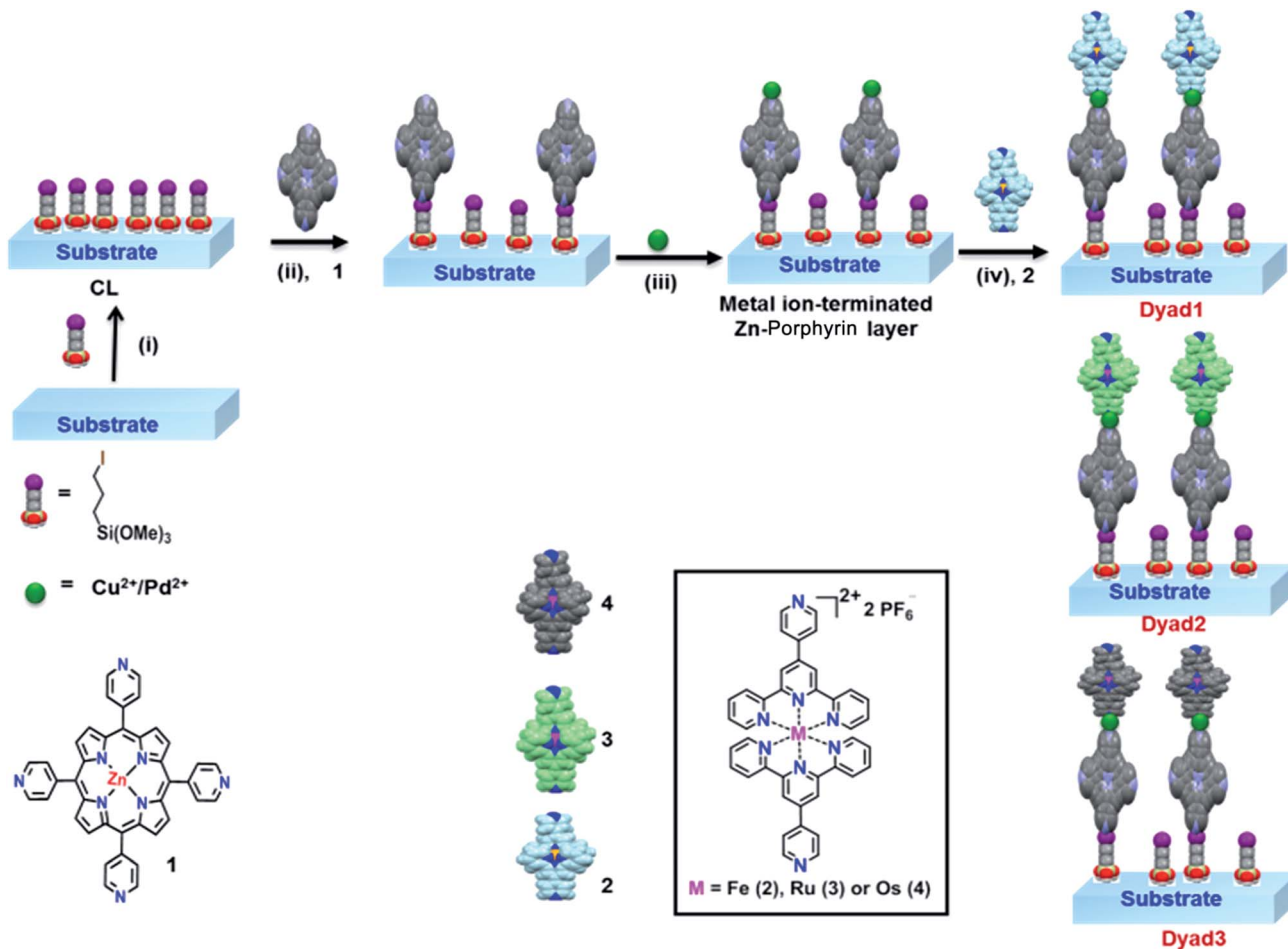 Substrate
CL
(i)
Substrate
I
Si(OMe)₃
=
= Cu²⁺/Pd²⁺
N
N
N
N
N
N
Zn
N
N
1
(ii), 1
Substrate
(iii)
Substrate
Metal ion-terminated
Zn-Porphyrin layer
(iv), 2
Substrate
Dyad1
Substrate
Dyad2
Substrate
Dyad3
4
3
2
N
2+
2 PF₆⁻
N
N
N
M
N
N
N
N
M = Fe (2), Ru (3) or Os (4)